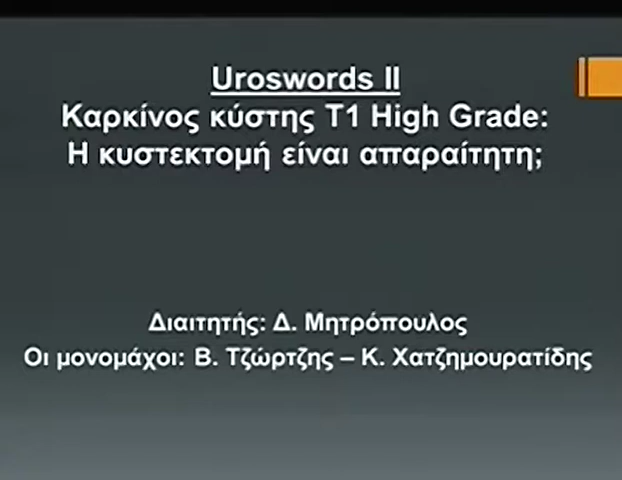 Uroswords II
Καρκίνος κύστης T1 High Grade:
Η κυστεκτομή είναι απαραίτητη;
Διαιτητής: Δ. Μητρόπουλος
Οι μονομάχοι: Β. Τζώρτζης – Κ. Χατζημουρατίδης